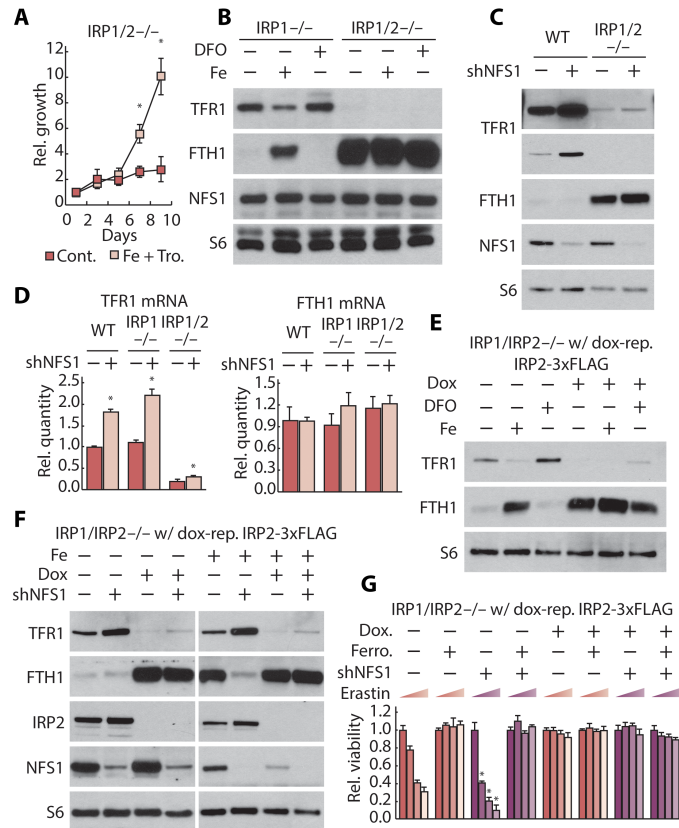 A
IRP1/2−/−
Rel. growth
12
10
8
6
4
2
0
*
*
0 2 4 6 8 10
Days
Cont. Fe + Tro.
B
IRP1−/− IRP1/2−/−
DFO − − + − − +
Fe − + − − + −
TFR1
FTH1
NFS1
S6
C
WT IRP1/2 −/−
shNFS1 − + − +
TFR1
FTH1
NFS1
S6
D
TFR1 mRNA
WT IRP1 −/− IRP1/2 −/−
shNFS1 − + − + − +
Rel. quantity
2.5
2.0
1.5
1.0
0.5
0.0
* * *
FTH1 mRNA
WT IRP1 −/− IRP1/2 −/−
shNFS1 − + − + − +
Rel. quantity
1.5
1.2
0.9
0.6
0.3
0.0
E
IRP1/IRP2−/− w/ dox-rep.
IRP2-3xFLAG
Dox − − − + + +
DFO − − + − − +
Fe − + − − + −
TFR1
FTH1
S6
F
IRP1/IRP2−/− w/ dox-rep. IRP2-3xFLAG
Fe − − − − + + + +
Dox − − + + − − + +
shNFS1 − + − + − + − +
TFR1
FTH1
IRP2
NFS1
S6
G
IRP1/IRP2−/− w/ dox-rep. IRP2-3xFLAG
Dox. − − − − + + + +
Ferro. − + − + − + − +
shNFS1 − − + + − − + +
Erastin
Rel. viability
1.2
1.0
0.8
0.6
0.4
0.2
0.0
* * *